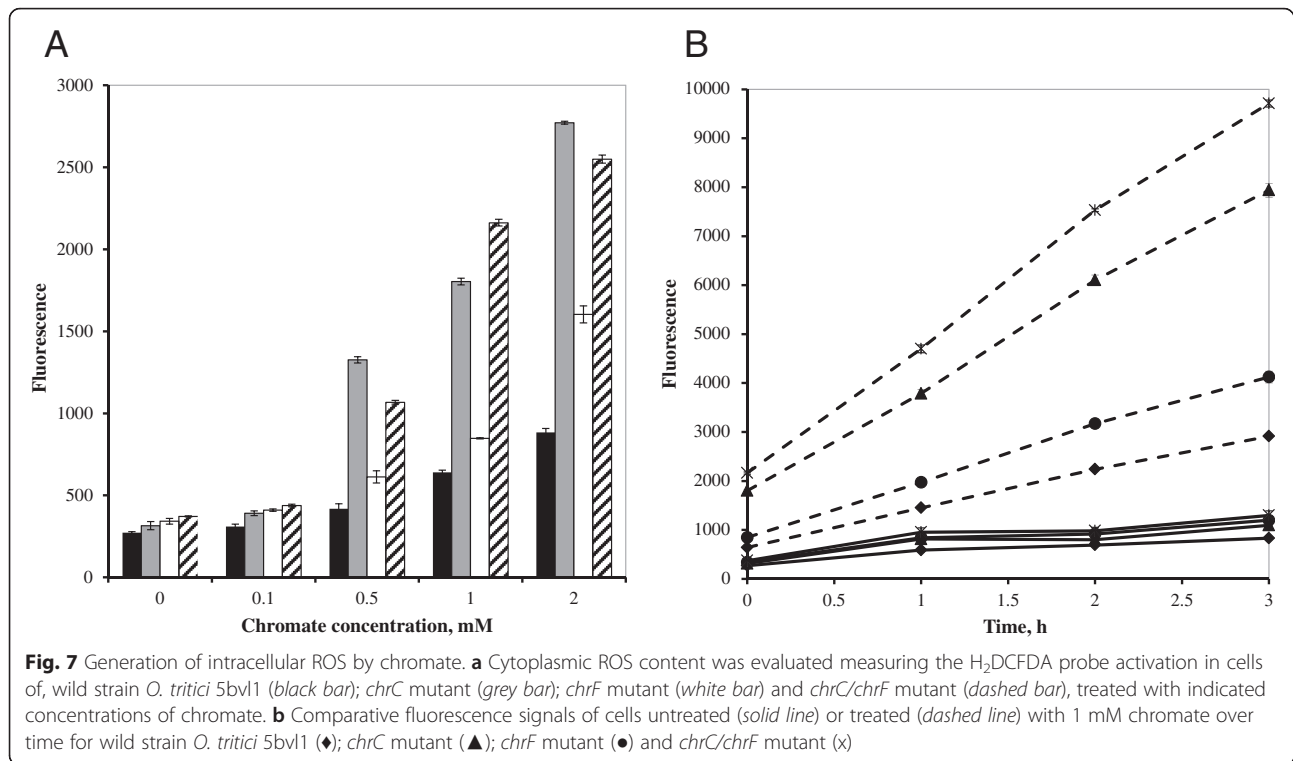 A
3000
2500
2000
1500
1000
500
0
Fluorescence
0 0.1 0.5 1 2
Chromate concentration, mM
B
10000
9000
8000
7000
6000
5000
4000
3000
2000
1000
0
Fluorescence
0 0.5 1 1.5 2 2.5 3
Time, h
Fig. 7 Generation of intracellular ROS by chromate. a Cytoplasmic ROS content was evaluated measuring the H₂DCFDA probe activation in cells
of, wild strain O. tritici 5bvl1 (black bar); chrC mutant (grey bar); chrF mutant (white bar) and chrC/chrF mutant (dashed bar), treated with indicated
concentrations of chromate. b Comparative fluorescence signals of cells untreated (solid line) or treated (dashed line) with 1 mM chromate over
time for wild strain O. tritici 5bvl1 (♦); chrC mutant (▲); chrF mutant (●) and chrC/chrF mutant (x)